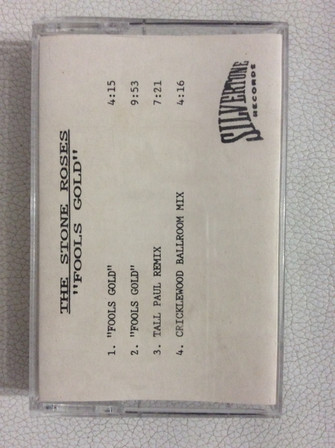 THE STONE ROSES
"FOOLS GOLD"
1. "FOOLS GOLD" 4:15
2. "FOOLS GOLD" 9:53
3. TALL PAUL REMIX 7:21
4. CRICKLEWOOD BALLROOM MIX 4:16
SILVERTONE
RECORDS